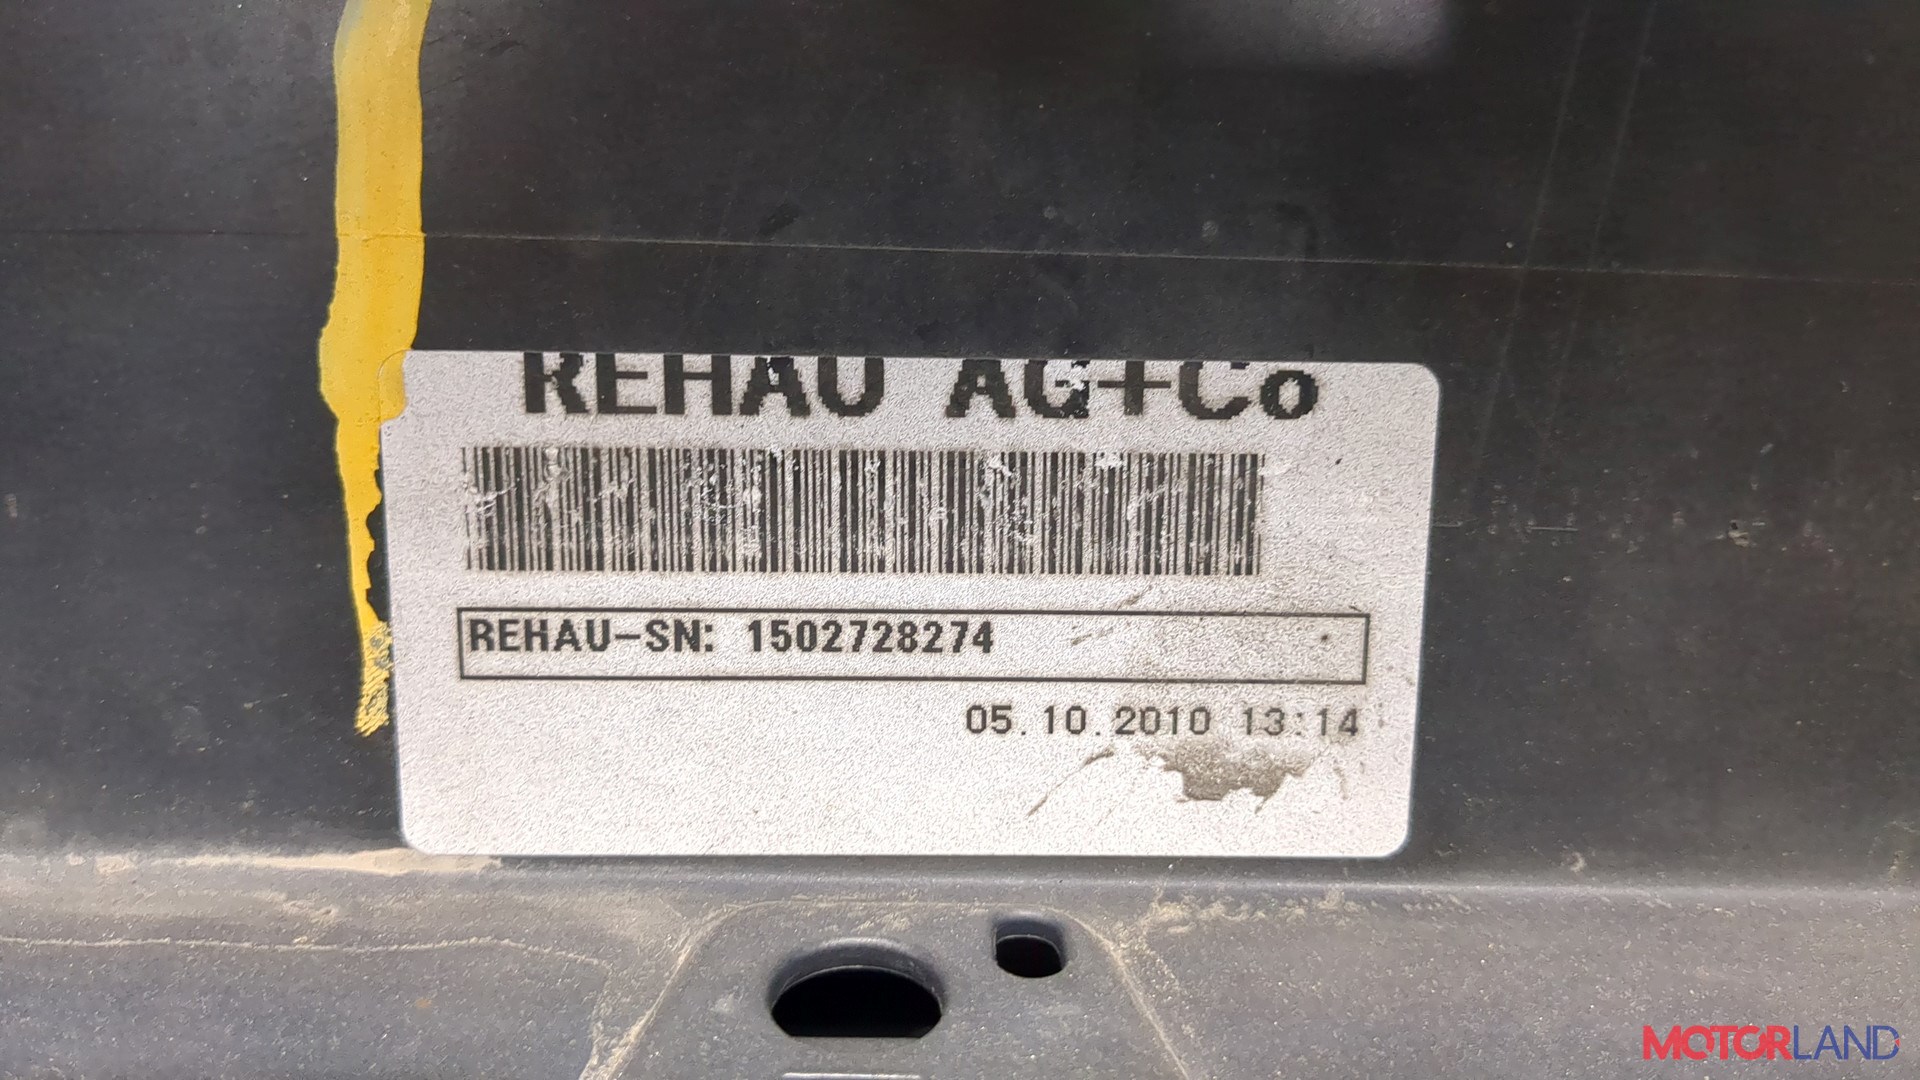 REHAU AG+Co
REHAU-SN: 1502728274
05.10.2010 13:14
MOTORLAND